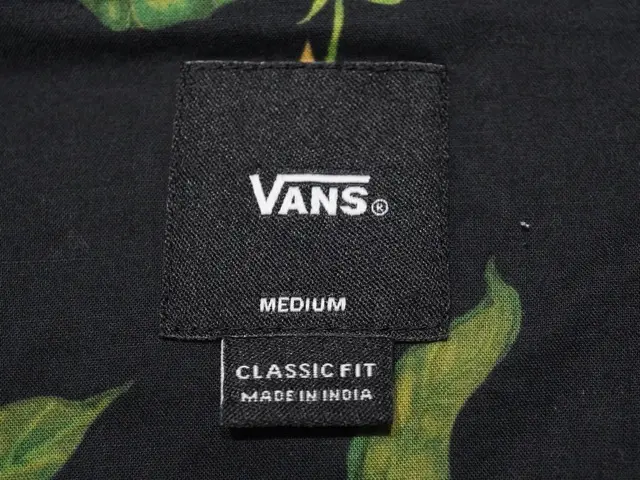 VANS®
MEDIUM
CLASSIC FIT
MADE IN INDIA